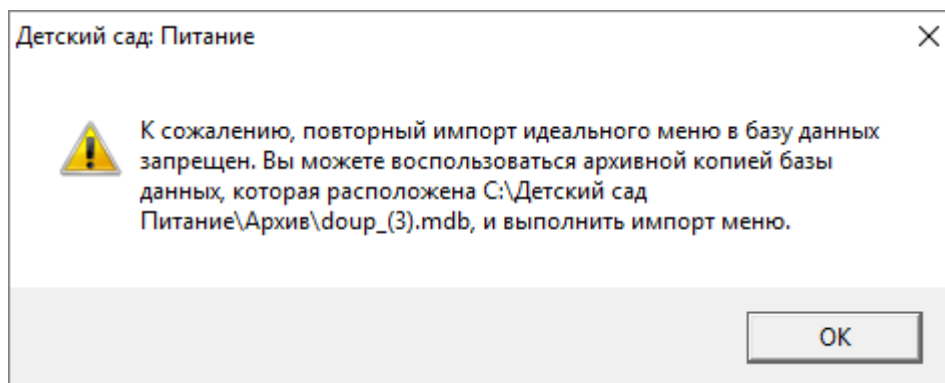 Детский сад: Питание
К сожалению, повторный импорт идеального меню в базу данных
запрещен. Вы можете воспользоваться архивной копией базы
данных, которая расположена C:\Детский сад
Питание\Архив\doup_(3).mdb, и выполнить импорт меню.
OK